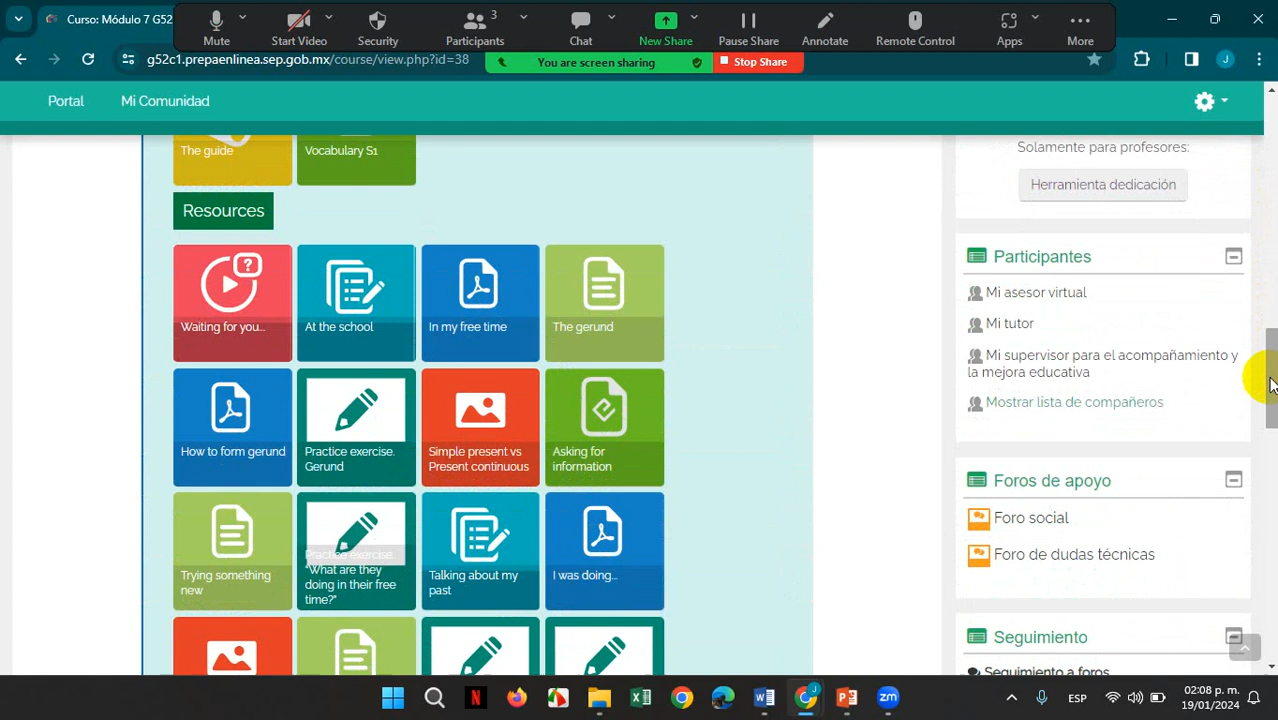 Curso: Módulo 7 G52
Mute
Start Video
Security
3
Participants
Chat
New Share
Pause Share
Annotate
Remote Control
Apps
More
g52c1.prepaenlinea.sep.gob.mx/course/view.php?id=38
You are screen sharing
Stop Share
J
Portal
Mi Comunidad
The guide
Vocabulary S1
Resources
Waiting for you...
At the school
In my free time
The gerund
How to form gerund
Practice exercise.
Gerund
Simple present vs
Present continuous
Asking for
information
Trying something
new
Practice exercise.
"What are they
doing in their free
time?"
Talking about my
past
I was doing...
Solamente para profesores:
Herramienta dedicación
Participantes
Mi asesor virtual
Mi tutor
Mi supervisor para el acompañamiento y
la mejora educativa
Mostrar lista de compañeros
Foros de apoyo
Foro social
Foro de dudas técnicas
Seguimiento
Seguimiento a foros
ESP
02:08 p. m.
19/01/2024